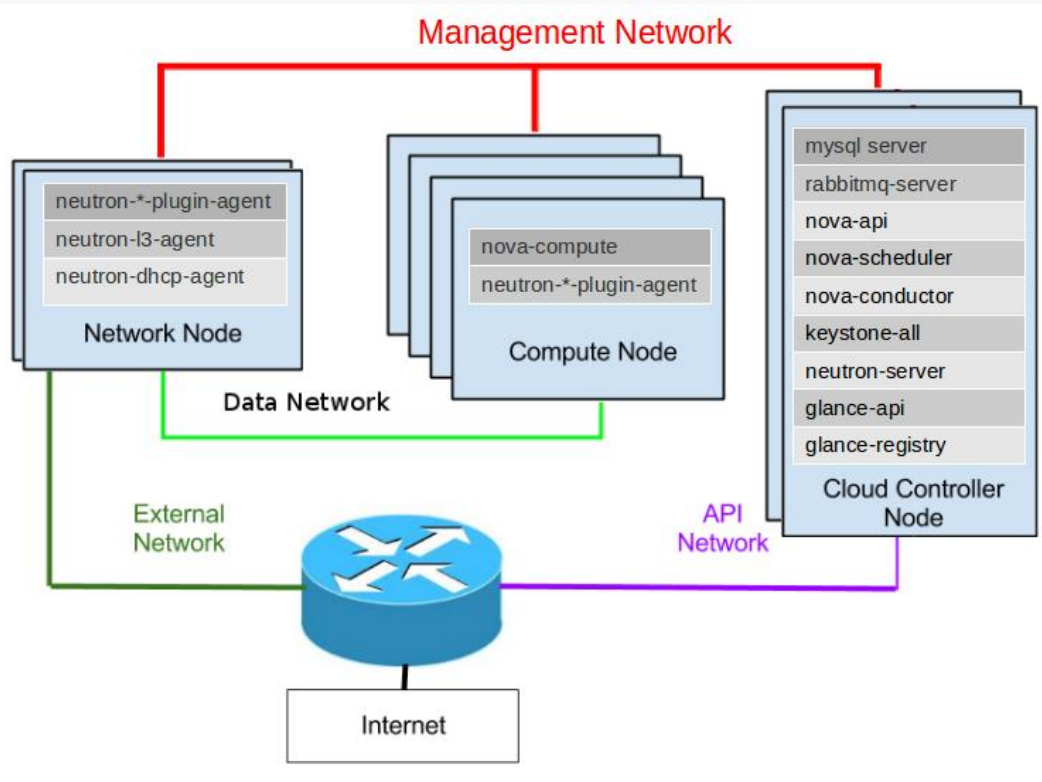 Management Network
neutron-*-plugin-agent
neutron-l3-agent
neutron-dhcp-agent
Network Node
nova-compute
neutron-*-plugin-agent
Compute Node
mysql server
rabbitmq-server
nova-api
nova-scheduler
nova-conductor
keystone-all
neutron-server
glance-api
glance-registry
Cloud Controller
Node
Data Network
External
Network
API
Network
Internet